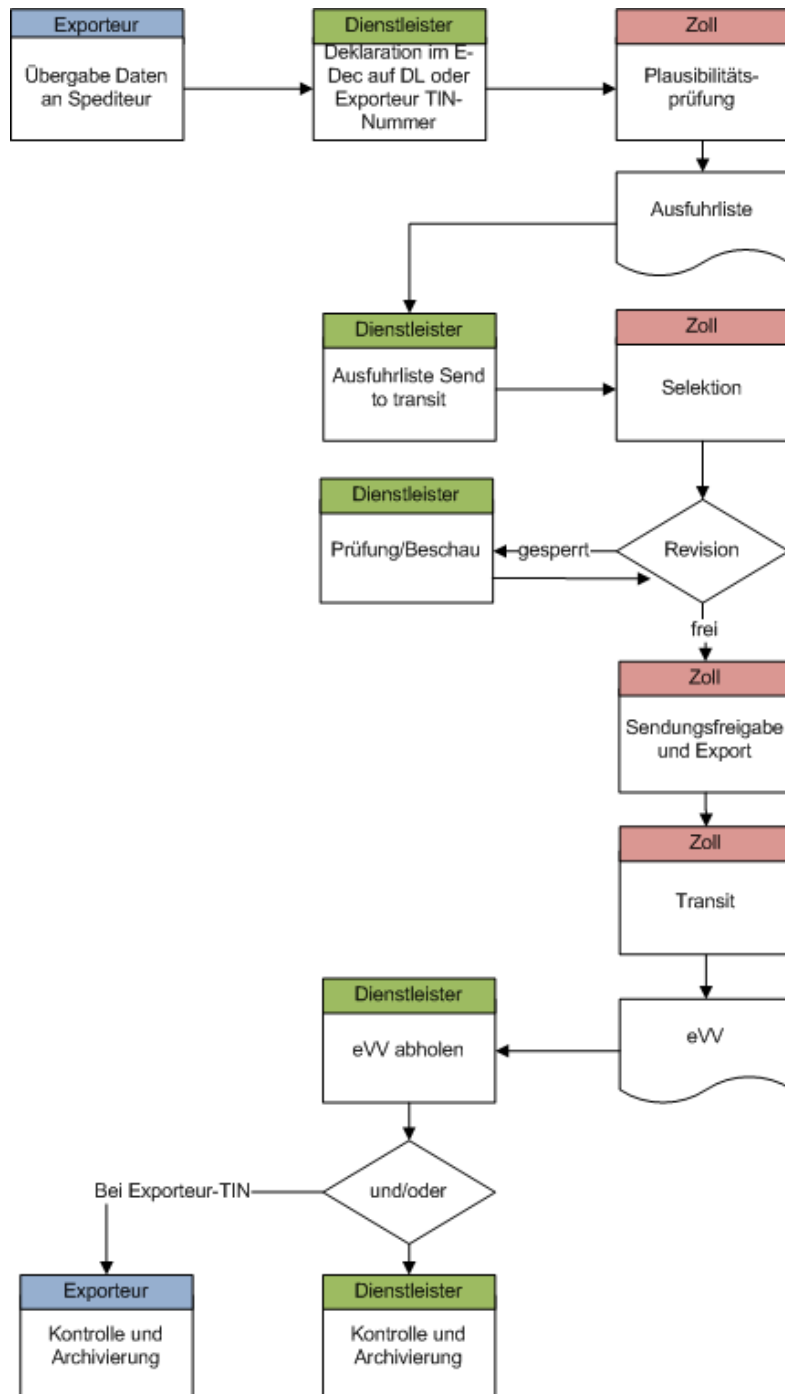 Exporteur
Übergabe Daten
an Spediteur
Dienstleister
Deklaration im E-
Dec auf DL oder
Exporteur TIN-
Nummer
Zoll
Plausibilitäts-
prüfung
Ausfuhrliste
Dienstleister
Ausfuhrliste Send
to transit
Zoll
Selektion
Dienstleister
Prüfung/Beschau
gesperrt
Revision
frei
Zoll
Sendungsfreigabe
und Export
Zoll
Transit
Dienstleister
eVV abholen
eVV
Bei Exporteur-TIN
und/oder
Exporteur
Kontrolle und
Archivierung
Dienstleister
Kontrolle und
Archivierung